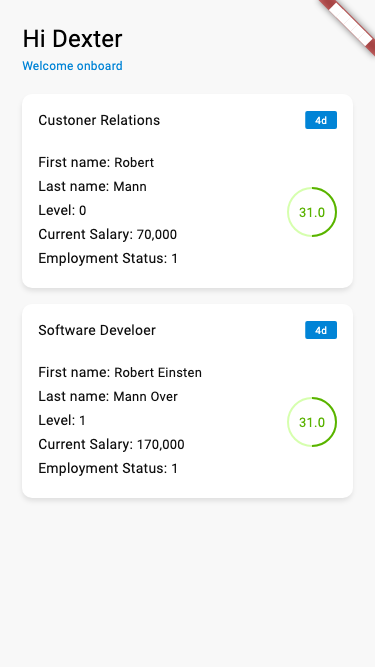 Hi Dexter
Welcome onboard
Custoner Relations
4d
First name: Robert
Last name: Mann
Level: 0
31.0
Current Salary: 70,000
Employment Status: 1
Software Develoer
4d
First name: Robert Einsten
Last name: Mann Over
Level: 1
31.0
Current Salary: 170,000
Employment Status: 1